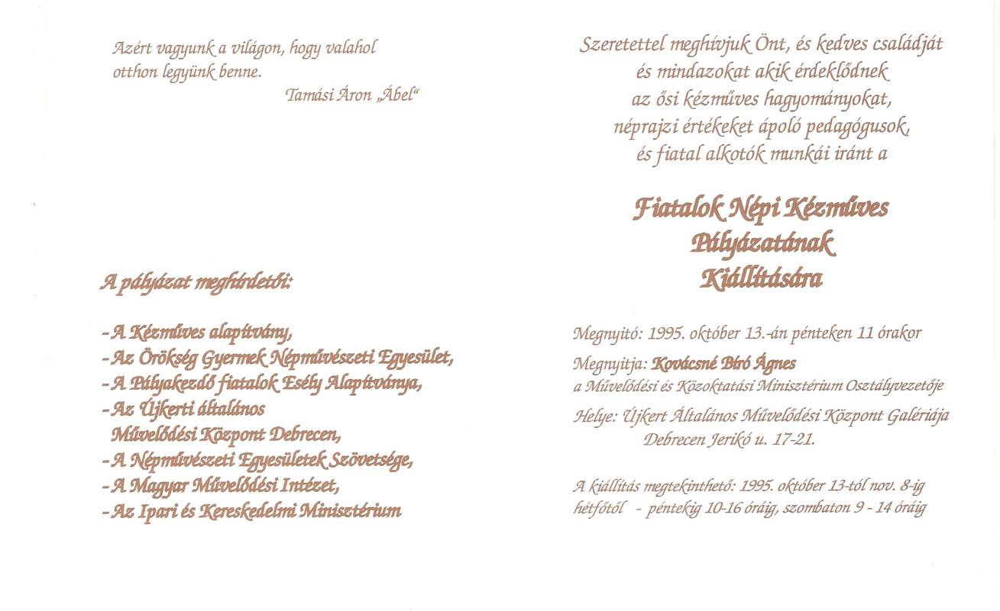 Azért vagyunk a világon, hogy valahol
otthon legyünk benne.
Tamási Áron „Ábel“
A pályázat meghírdetői:
- A Kézműves alapítvány,
- Az Örökség Gyermek Népművészeti Egyesület,
- A Pályakezdő fiatalok Esély Alapítványa,
- Az Újkerti általános
Művelődési Központ Debrecen,
- A Népművészeti Egyesületek Szövetsége,
- A Magyar Művelődési Intézet,
- Az Ipari és Kereskedelmi Minisztérium
Szeretettel meghívjuk Önt, és kedves családját
és mindazokat akik érdeklődnek
az ősi kézműves hagyományokat,
néprajzi értékeket ápoló pedagógusok,
és fiatal alkotók munkái iránt a
Fiatalok Népi Kézműves
Pályázatának
Kiállítására
Megnyitó: 1995. október 13.-án pénteken 11 órakor
Megnyitja: Kovácsné Bíró Ágnes
a Művelődési és Közoktatási Minisztérium Osztályvezetője
Helye: Újkert Általános Művelődési Központ Galériája
Debrecen Jerikó u. 17-21.
A kiállítás megtekinthető: 1995. október 13-tól nov. 8-ig
hétfőtől - péntekig 10-16 óráig, szombaton 9 - 14 óráig